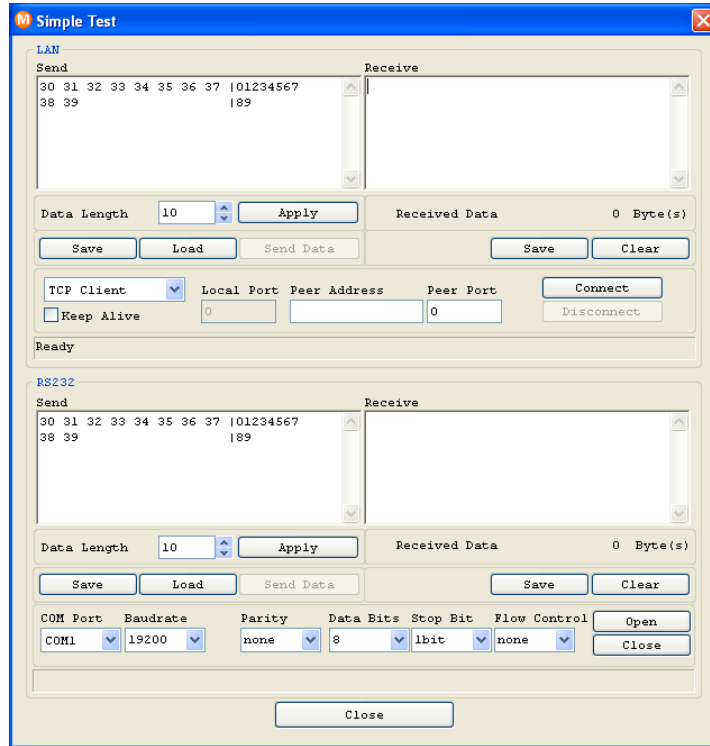 M Simple Test
LAN
Send Receive
30 31 32 33 34 35 36 37 |01234567
38 39 |89
Data Length 10 Apply Received Data 0 Byte(s)
Save Load Send Data Save Clear
TCP Client Local Port Peer Address Peer Port Connect
Keep Alive 0 0 Disconnect
Ready
RS232
Send Receive
30 31 32 33 34 35 36 37 |01234567
38 39 |89
Data Length 10 Apply Received Data 0 Byte(s)
Save Load Send Data Save Clear
COM Port Baudrate Parity Data Bits Stop Bit Flow Control Open
COM1 19200 none 8 1bit none Close
Close